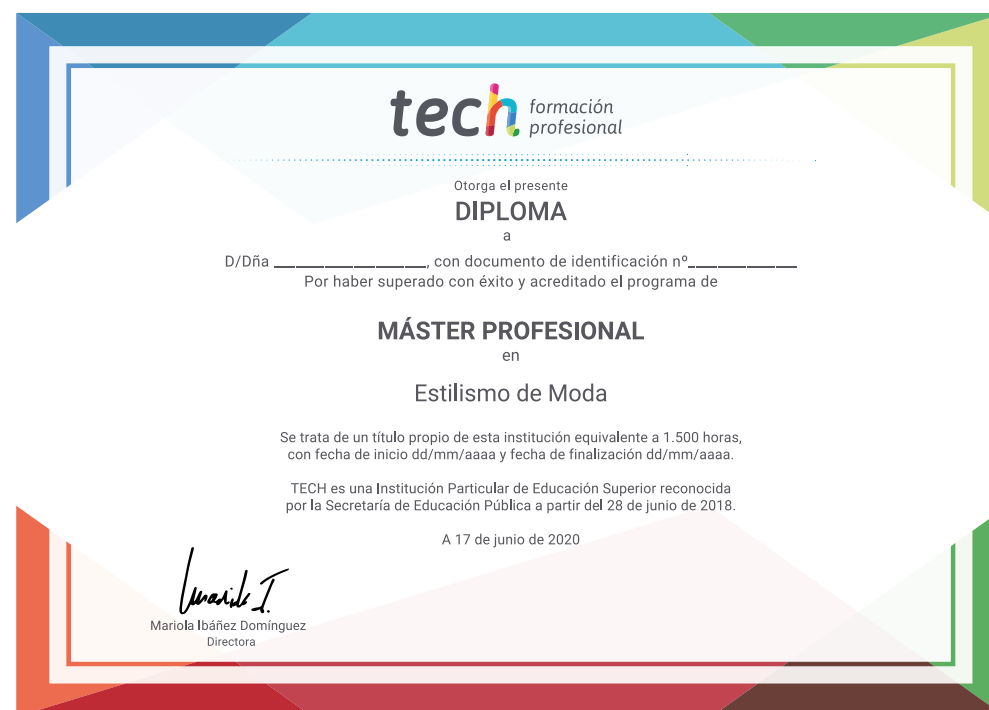 tech formación
profesional
Otorga el presente
DIPLOMA
a
D/Dña ________________, con documento de identificación nº___________
Por haber superado con éxito y acreditado el programa de
MÁSTER PROFESIONAL
en
Estilismo de Moda
Se trata de un título propio de esta institución equivalente a 1.500 horas,
con fecha de inicio dd/mm/aaaa y fecha de finalización dd/mm/aaaa.
TECH es una Institución Particular de Educación Superior reconocida
por la Secretaría de Educación Pública a partir del 28 de junio de 2018.
A 17 de junio de 2020
Mariola Ibáñez Domínguez
Directora